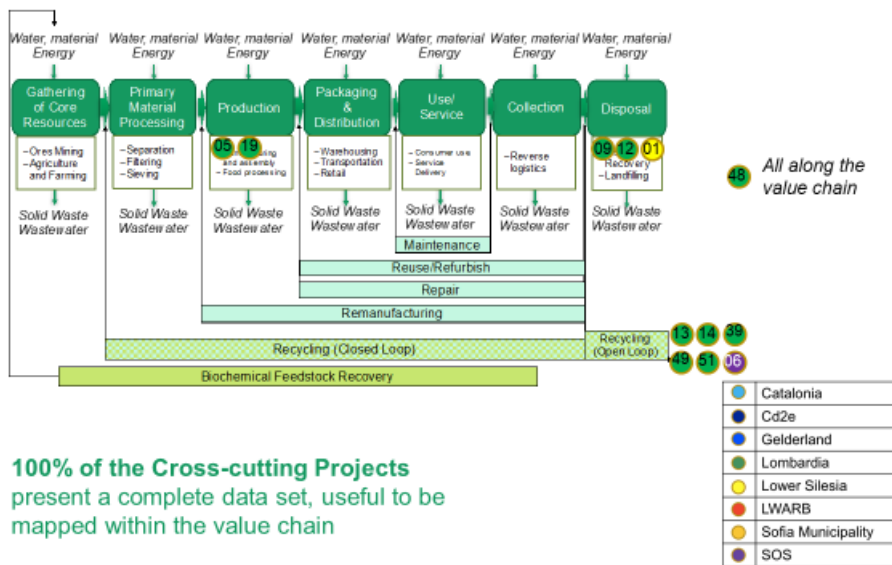 Water, material Energy
Water, material Energy
Water, material Energy
Water, material Energy
Water, material Energy
Water, material Energy
Water, material Energy
Gathering of Core Resources
Primary Material Processing
Production
Packaging & Distribution
Use/ Service
Collection
Disposal
–Ores Mining
–Agriculture and Farming
–Separation
–Filtering
–Sieving
05 19
and assembly
– Food processing
–Warehousing
–Transportation
–Retail
– Consumer use
– Service Delivery
–Reverse logistics
09 12 01
Recovery
–Landfilling
48
All along the
value chain
Solid Waste Wastewater
Solid Waste Wastewater
Solid Waste Wastewater
Solid Waste Wastewater
Solid Waste Wastewater
Solid Waste Wastewater
Solid Waste Wastewater
Maintenance
Reuse/Refurbish
Repair
Remanufacturing
Recycling (Closed Loop)
Recycling
(Open Loop)
13 14 39
49 51 06
Biochemical Feedstock Recovery
Catalonia
Cd2e
Gelderland
Lombardia
Lower Silesia
LWARB
Sofia Municipality
SOS
100% of the Cross-cutting Projects
present a complete data set, useful to be
mapped within the value chain